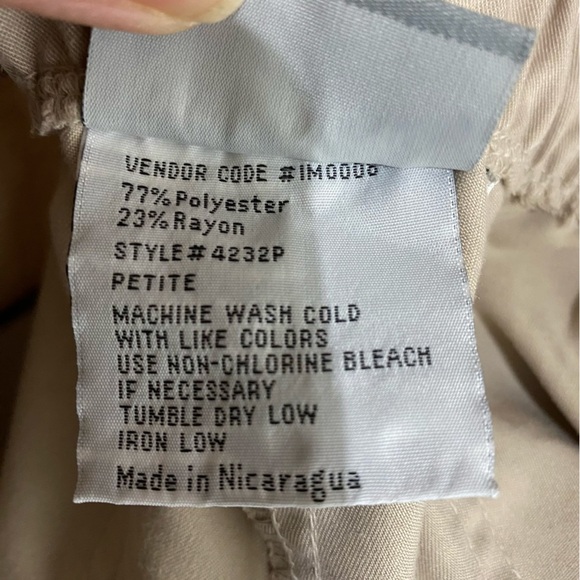 VENDOR CODE #IM0006
77% Polyester
23% Rayon
STYLE# 4232P
PETITE
MACHINE WASH COLD
WITH LIKE COLORS
USE NON-CHLORINE BLEACH
IF NECESSARY
TUMBLE DRY LOW
IRON LOW
Made in Nicaragua